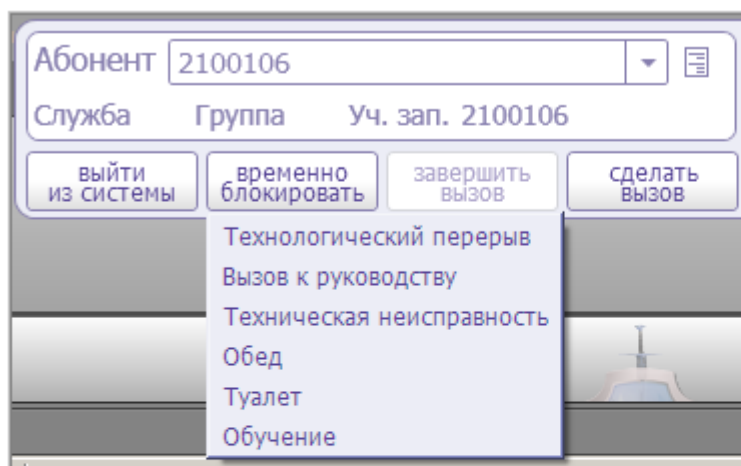 Абонент 2100106
Служба Группа Уч. зап. 2100106
выйти из системы
временно блокировать
завершить вызов
сделать вызов
Технологический перерыв
Вызов к руководству
Техническая неисправность
Обед
Туалет
Обучение